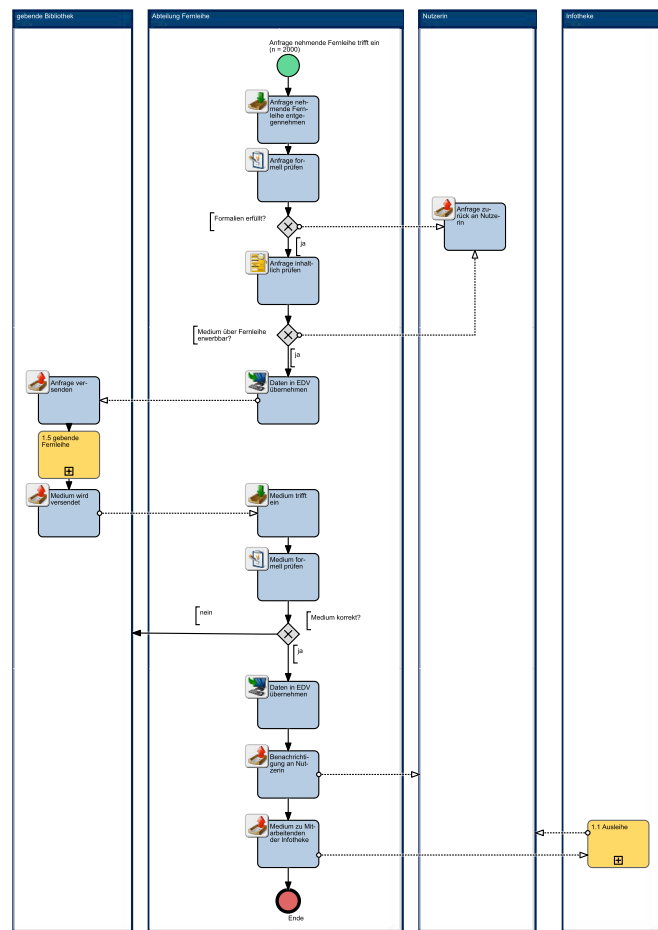 gebende Bibliothek
Abteilung Fernleihe
Nutzerin
Infotheke
Anfrage nehmende Fernleihe trifft ein
(n = 2000)
Anfrage neh-
mende Fern-
leihe entge-
gennehmen
Anfrage for-
mell prüfen
Formalien erfüllt?
Anfrage zu-
rück an Nutze-
rin
ja
Anfrage inhalt-
lich prüfen
Medium über Fernleihe
erwerbbar?
ja
Anfrage ver-
senden
Daten in EDV
übernehmen
1.5 gebende
Fernleihe
Medium wird
versendet
Medium trifft
ein
Medium for-
mell prüfen
nein
Medium korrekt?
ja
Daten in EDV
übernehmen
Benachrichti-
gung an Nut-
zerin
Medium zu Mit-
arbeitenden
der Infotheke
1.1 Ausleihe
Ende